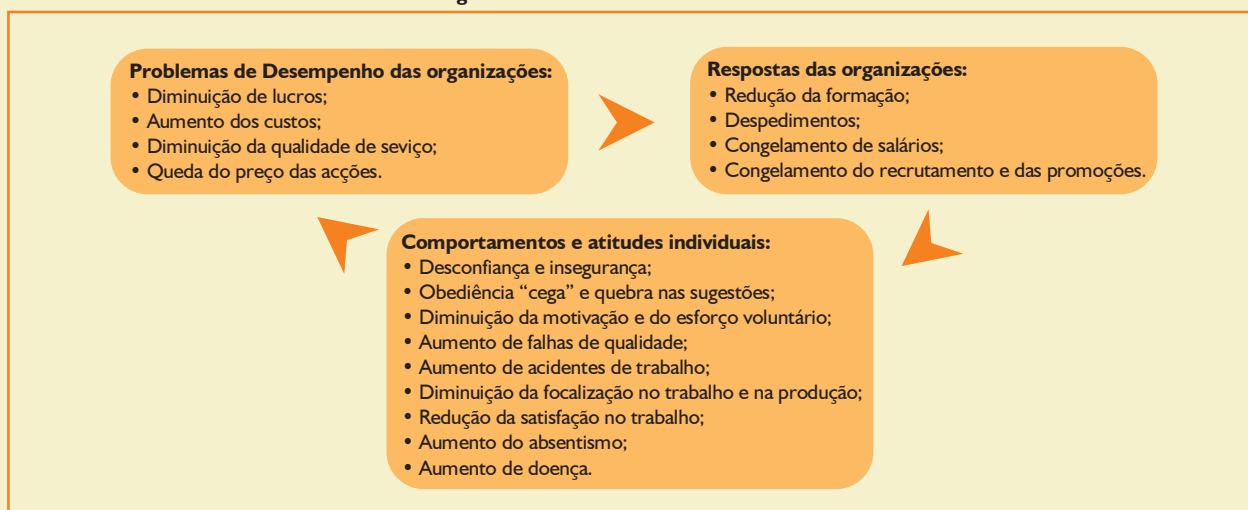 Problemas de Desempenho das organizações:
• Diminuição de lucros;
• Aumento dos custos;
• Diminuição da qualidade de seviço;
• Queda do preço das acções.
Respostas das organizações:
• Redução da formação;
• Despedimentos;
• Congelamento de salários;
• Congelamento do recrutamento e das promoções.
Comportamentos e atitudes individuais:
• Desconfiança e insegurança;
• Obediência “cega” e quebra nas sugestões;
• Diminuição da motivação e do esforço voluntário;
• Aumento de falhas de qualidade;
• Aumento de acidentes de trabalho;
• Diminuição da focalização no trabalho e na produção;
• Redução da satisfação no trabalho;
• Aumento do absentismo;
• Aumento de doença.